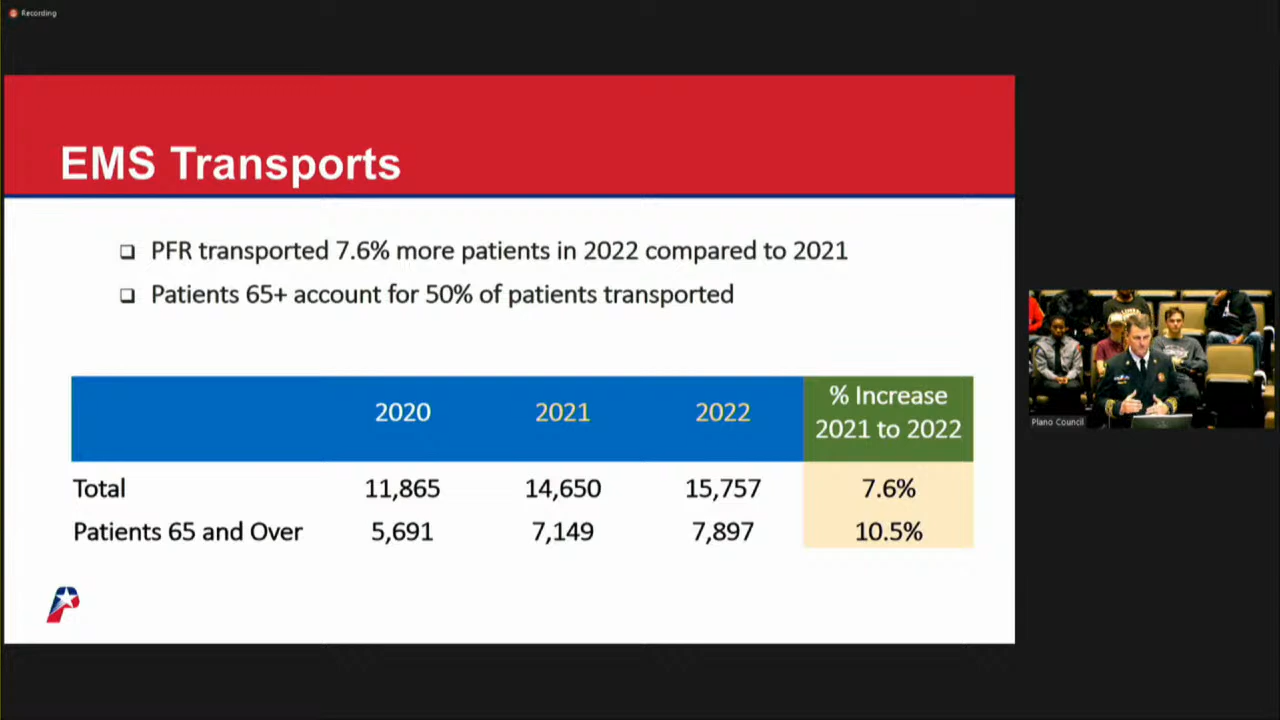 Recording
EMS Transports
PFR transported 7.6% more patients in 2022 compared to 2021
Patients 65+ account for 50% of patients transported
2020 2021 2022 % Increase 2021 to 2022
Total 11,865 14,650 15,757 7.6%
Patients 65 and Over 5,691 7,149 7,897 10.5%
Plano Council